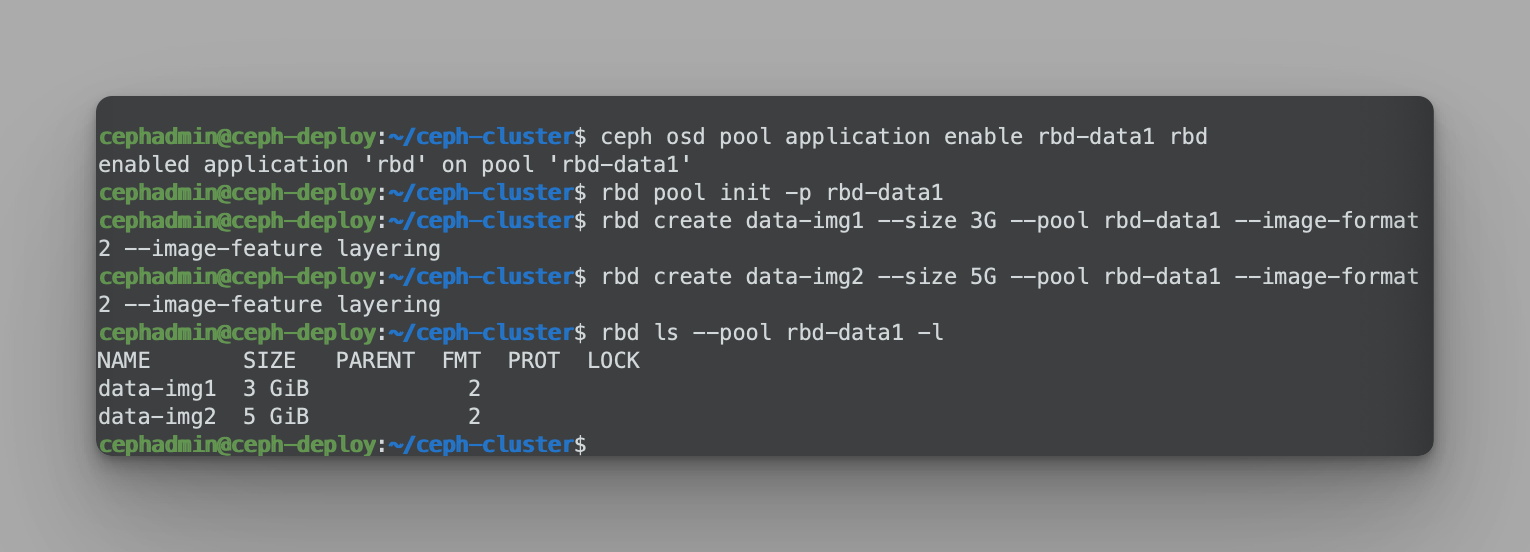 cephadmin@ceph-deploy:~/ceph-cluster$ ceph osd pool application enable rbd-data1 rbd
enabled application 'rbd' on pool 'rbd-data1'
cephadmin@ceph-deploy:~/ceph-cluster$ rbd pool init -p rbd-data1
cephadmin@ceph-deploy:~/ceph-cluster$ rbd create data-img1 --size 3G --pool rbd-data1 --image-format
2 --image-feature layering
cephadmin@ceph-deploy:~/ceph-cluster$ rbd create data-img2 --size 5G --pool rbd-data1 --image-format
2 --image-feature layering
cephadmin@ceph-deploy:~/ceph-cluster$ rbd ls --pool rbd-data1 -l
NAME       SIZE   PARENT  FMT  PROT  LOCK
data-img1  3 GiB            2
data-img2  5 GiB            2
cephadmin@ceph-deploy:~/ceph-cluster$